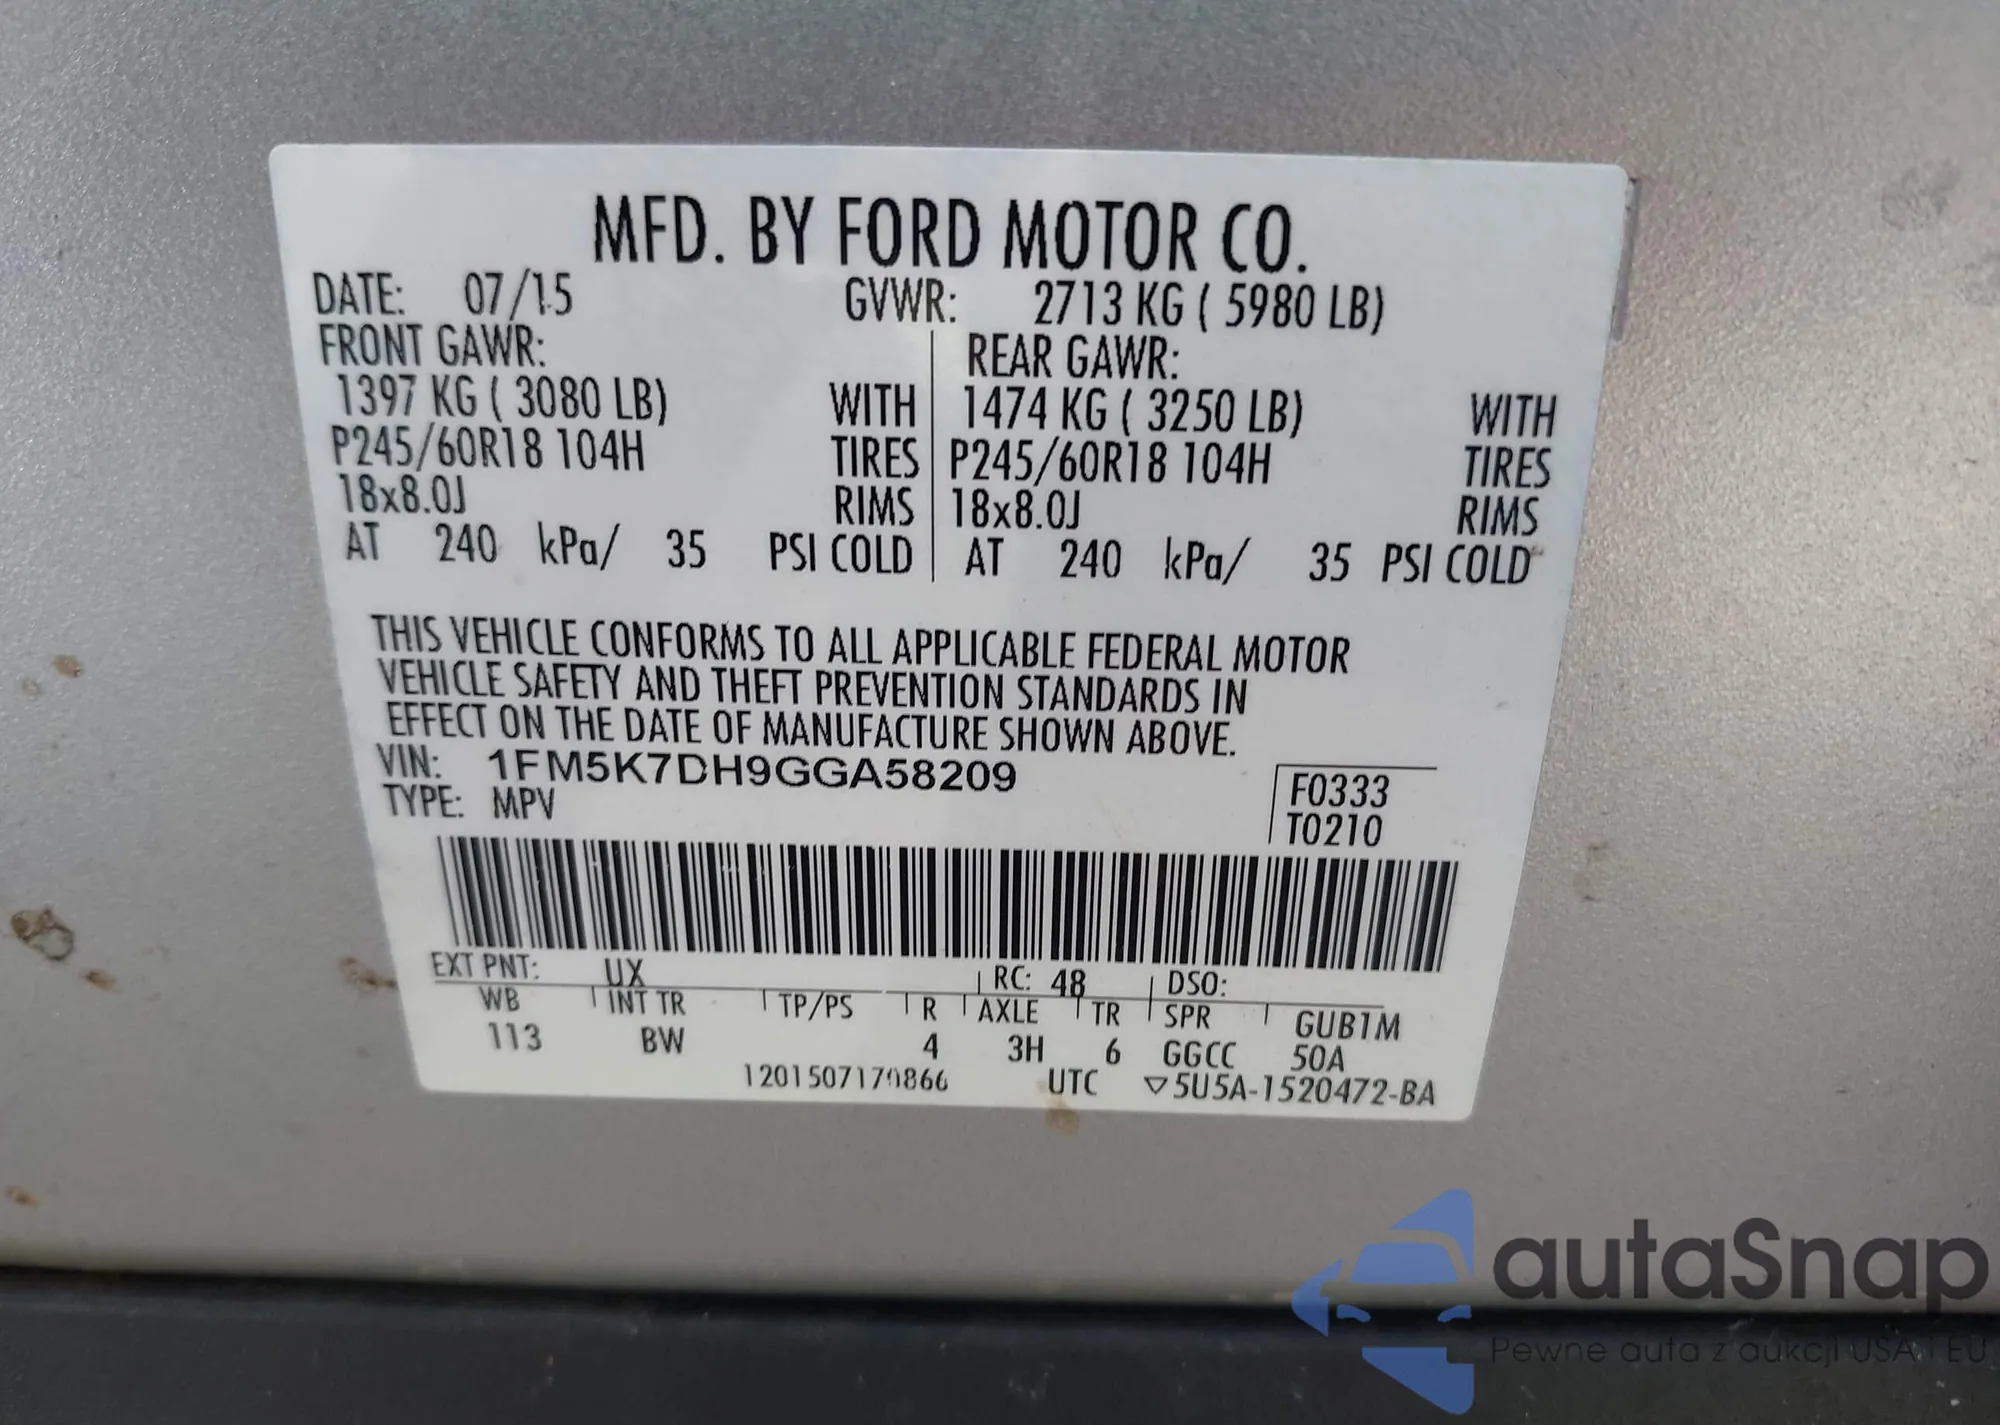 MFD. BY FORD MOTOR CO.
DATE: 07/15 GVWR: 2713 KG ( 5980 LB)
FRONT GAWR: REAR GAWR:
1397 KG ( 3080 LB) WITH 1474 KG ( 3250 LB) WITH
P245/60R18 104H TIRES P245/60R18 104H TIRES
18x8.0J RIMS 18x8.0J RIMS
AT 240 kPa/ 35 PSI COLD AT 240 kPa/ 35 PSI COLD
THIS VEHICLE CONFORMS TO ALL APPLICABLE FEDERAL MOTOR
VEHICLE SAFETY AND THEFT PREVENTION STANDARDS IN
EFFECT ON THE DATE OF MANUFACTURE SHOWN ABOVE.
VIN: 1FM5K7DH9GGA58209
TYPE: MPV
F0333
T0210
EXT PNT: UX RC: 48 DSO:
WB INT TR TP/PS R AXLE TR SPR GUB1M
113 BW 4 3H 6 GGCC 50A
1201507170866 UTC ▽5U5A-1520472-BA
autaSnap
Pewne auta z aukcji USA i EU